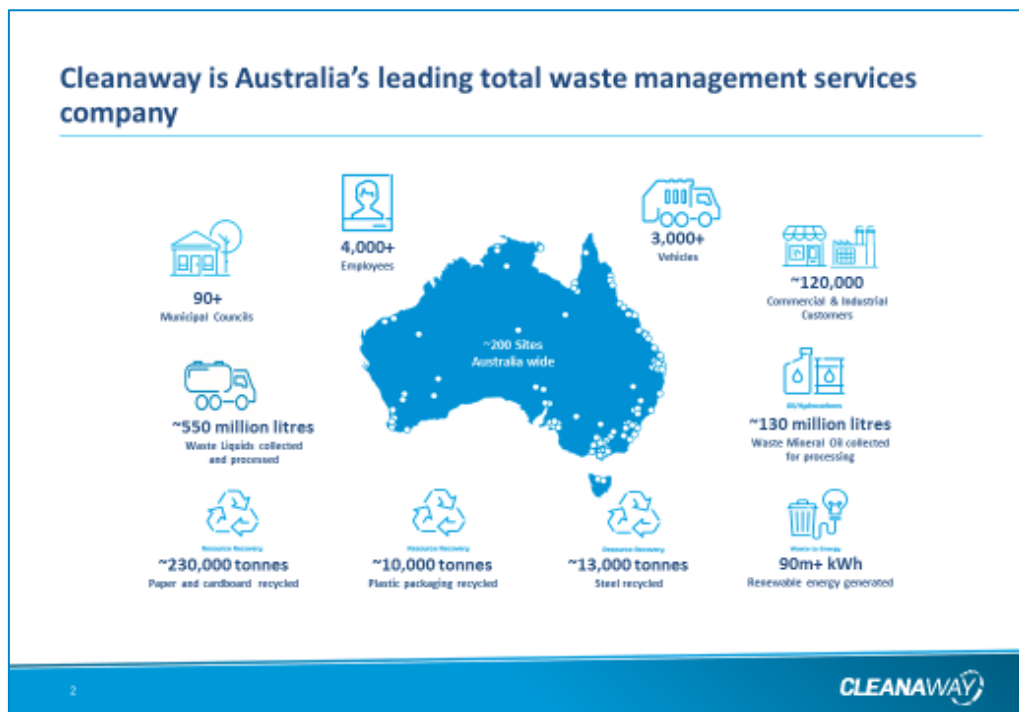 Cleanaway is Australia's leading total waste management services
company
4,000+
Employees
3,000+
Vehicles
90+
Municipal Councils
~120,000
Commercial & Industrial
Customers
~200 Sites
Australia wide
~550 million litres
Waste Liquids collected
and processed
Oil/Hydrocarbons
~130 million litres
Waste Mineral Oil collected
for processing
Resource Recovery
~230,000 tonnes
Paper and cardboard recycled
Resource Recovery
~10,000 tonnes
Plastic packaging recycled
Resource Recovery
~13,000 tonnes
Steel recycled
Waste to Energy
90m+ kWh
Renewable energy generated
2
CLEANAWAY